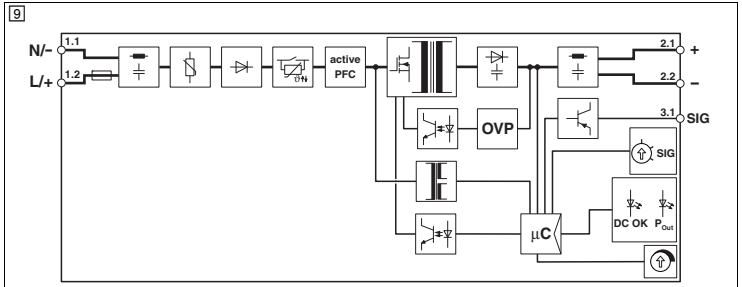 9
1.1
N/–
1.2
L/+
ϑ
active
PFC
2.1
+
2.2
–
3.1
SIG
OVP
SIG
DC OK
POut
µC